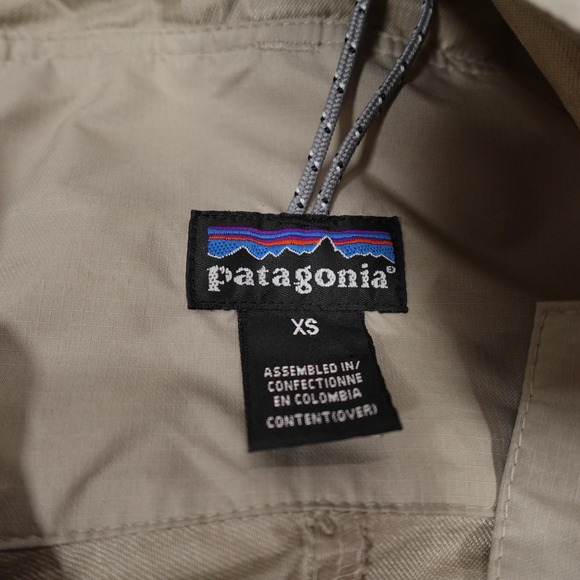 patagonia®
XS
ASSEMBLED IN/
CONFECTIONNE
EN COLOMBIA
CONTENT(OVER)